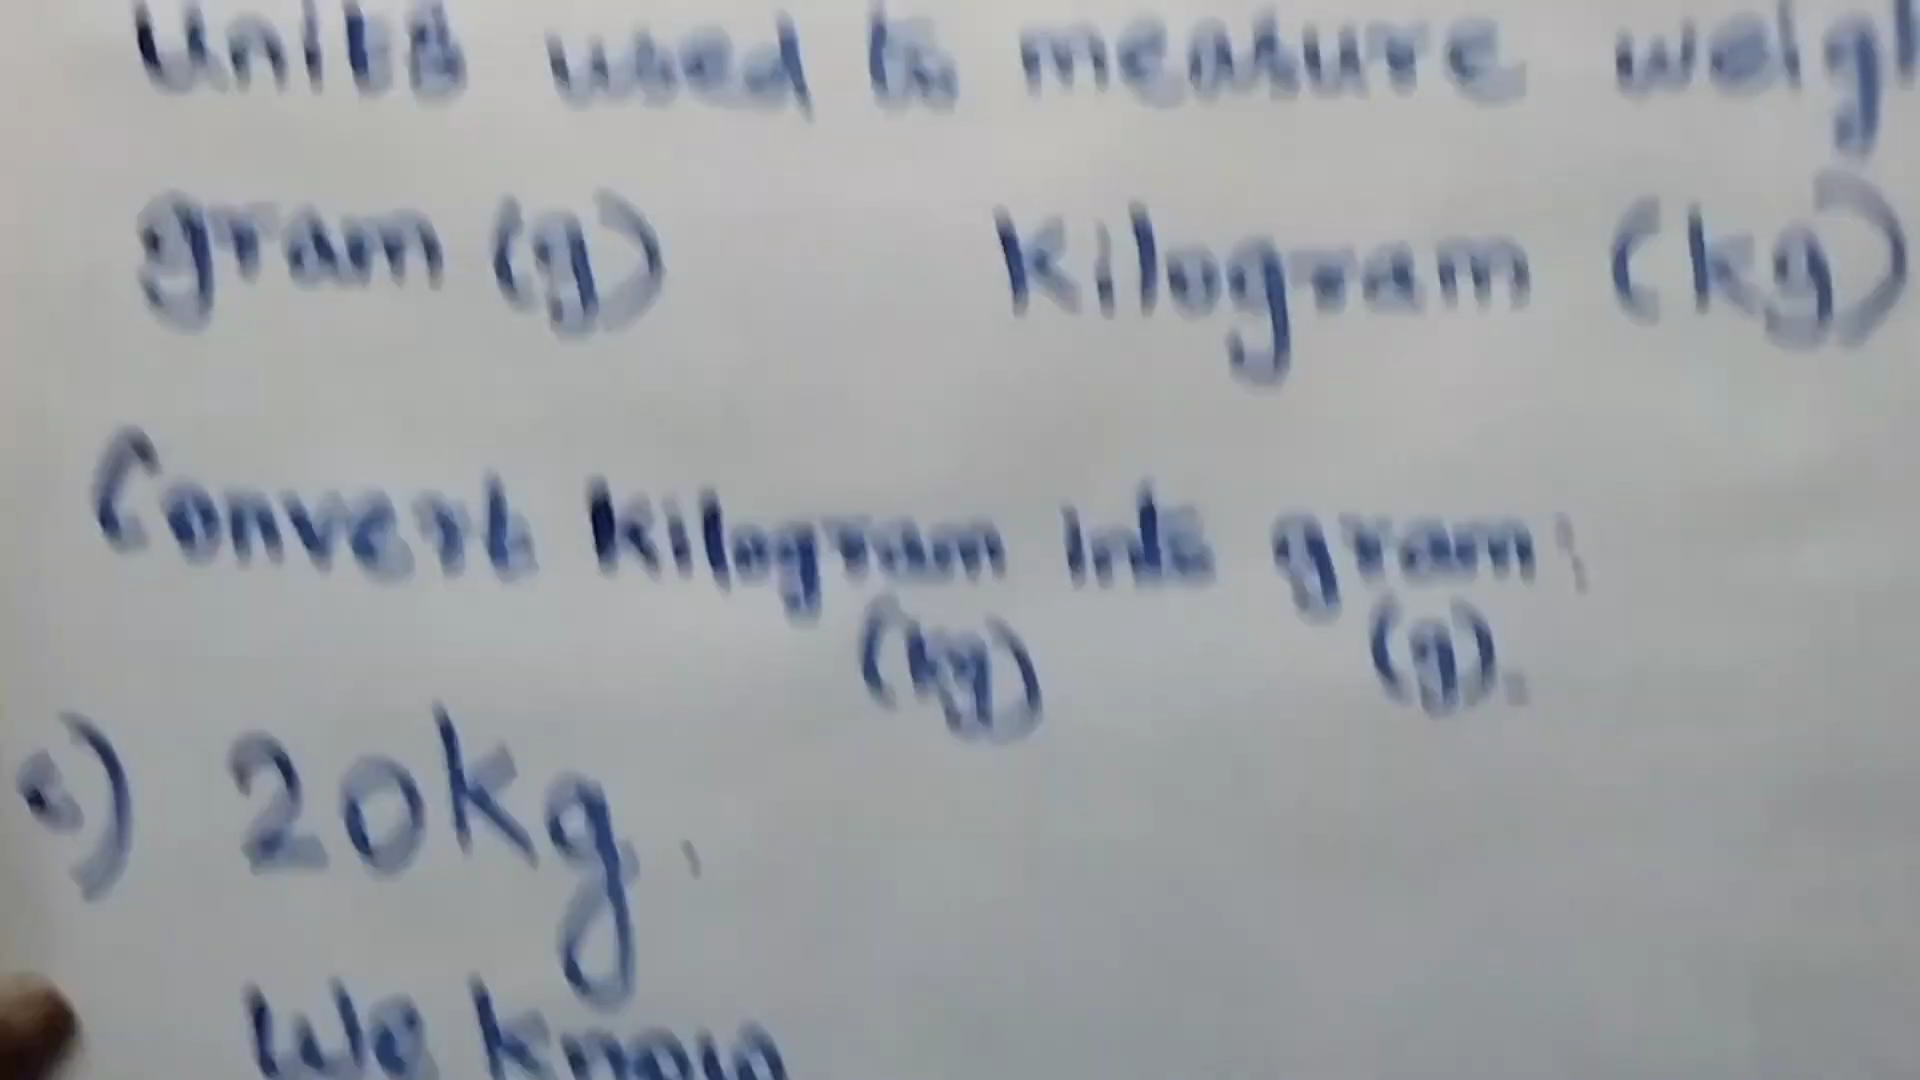 Units used to measure weigh
gram (g) Kilogram (kg)
Convert kilogram into gram:
(kg) (g).
20kg.
We know